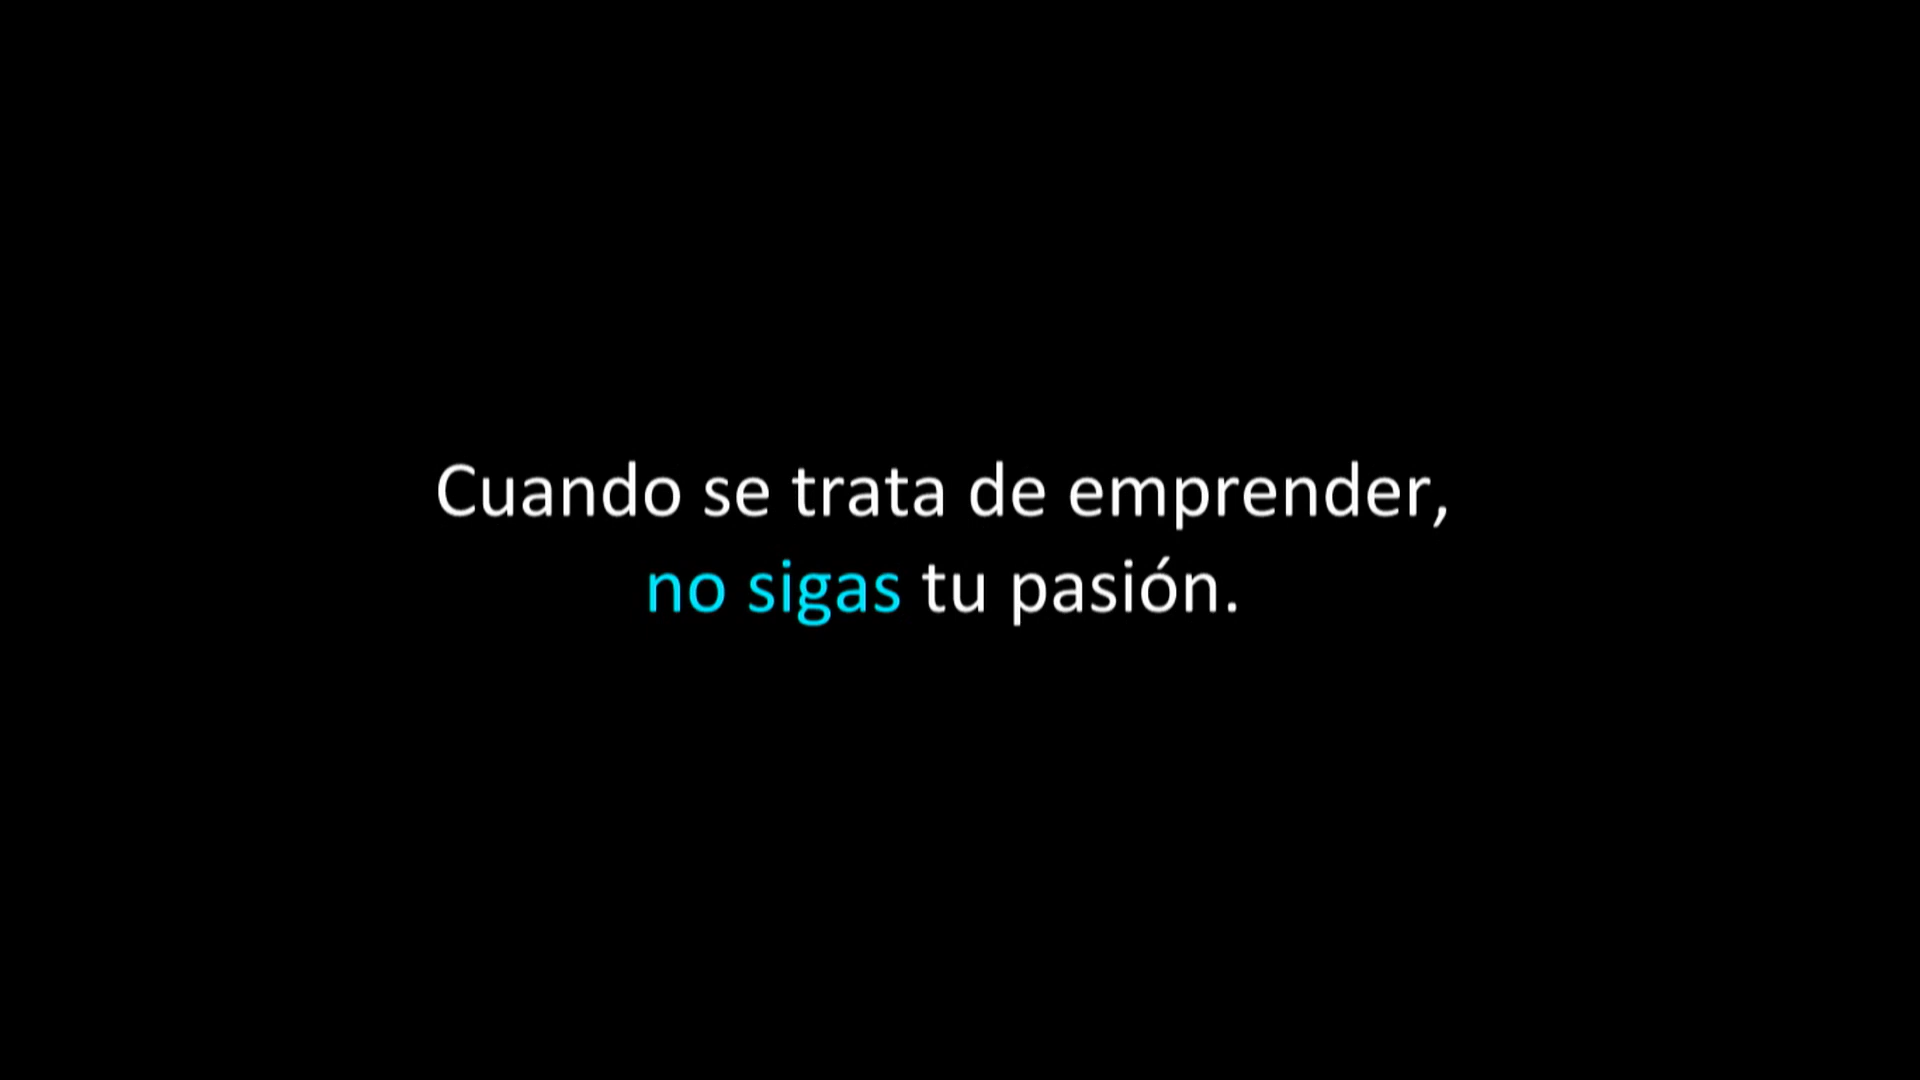 Cuando se trata de emprender,
no sigas tu pasión.